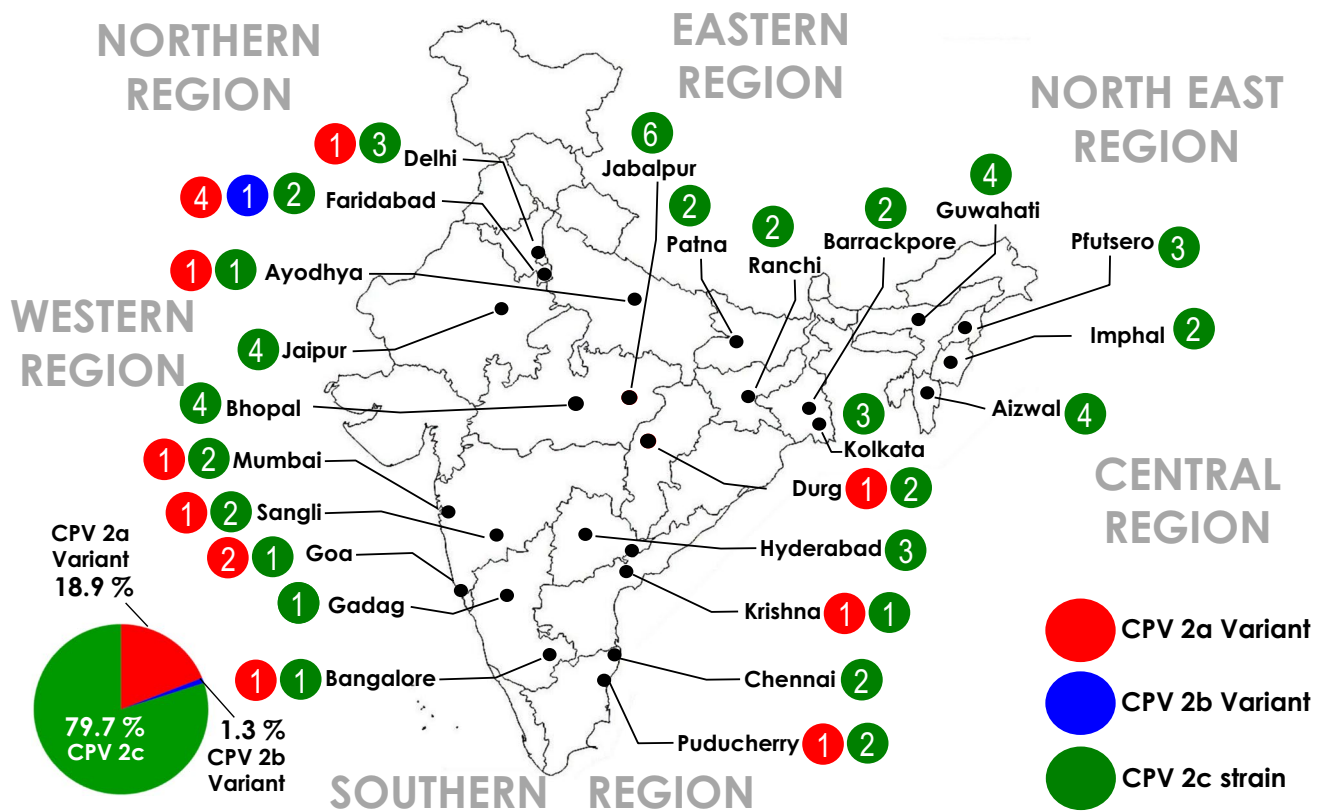 NORTHERN
REGION
EASTERN
REGION
NORTH EAST
REGION
1 3 Delhi
4 1 2 Faridabad
1 1 Ayodhya
WESTERN
REGION
4 Jaipur
4 Bhopal
1 2 Mumbai
1 2 Sangli
2 1 Goa
1 Gadag
1 1 Bangalore
6
Jabalpur
2
Patna
2
Ranchi
2
Barrackpore
4
Guwahati
Pfutsero 3
Imphal 2
Aizwal 4
3
Kolkata
Durg 1 2
Hyderabad 3
Krishna 1 1
Chennai 2
Puducherry 1 2
CENTRAL
REGION
SOUTHERN REGION
CPV 2a
Variant
18.9 %
79.7 %
CPV 2c
1.3 %
CPV 2b
Variant
CPV 2a Variant
CPV 2b Variant
CPV 2c strain